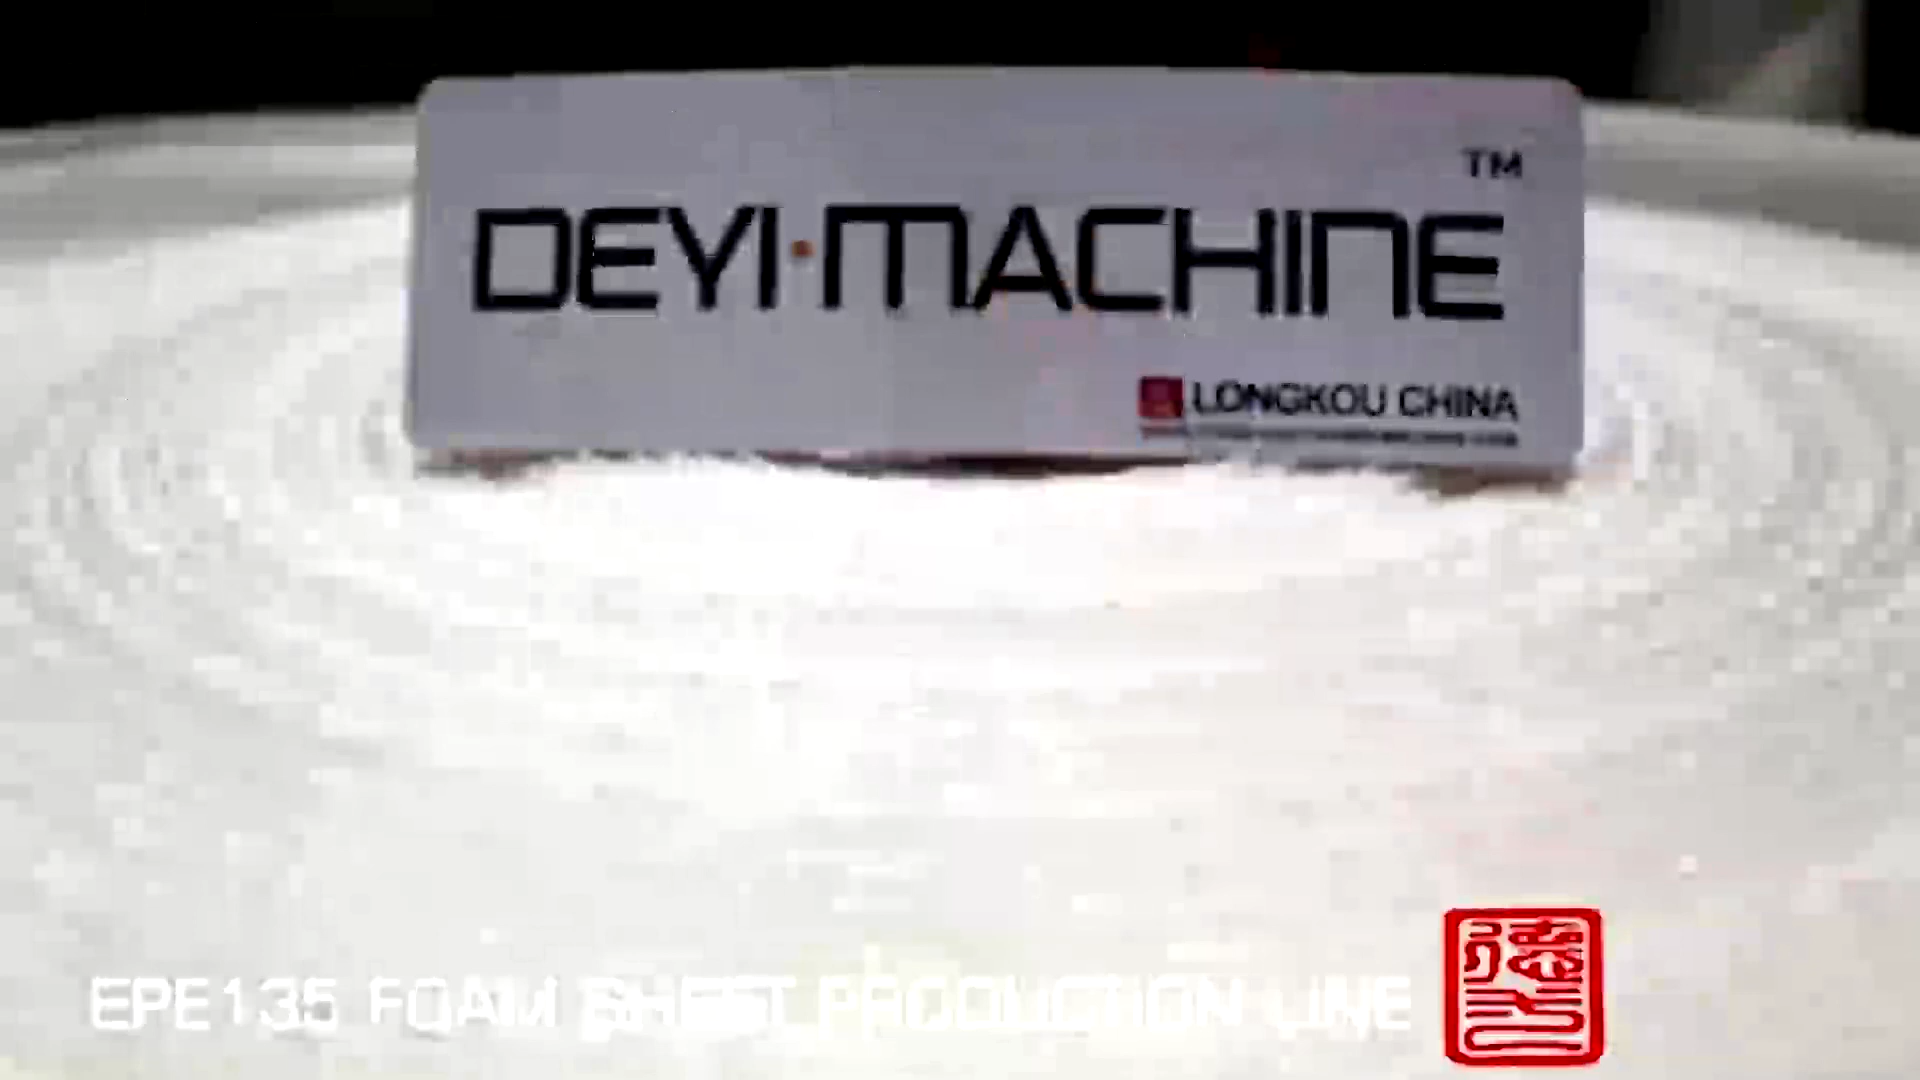 TM
DEYI·MACHINE
LONGKOU CHINA
EPE135 FOAM SHEET PRODUCTION LINE